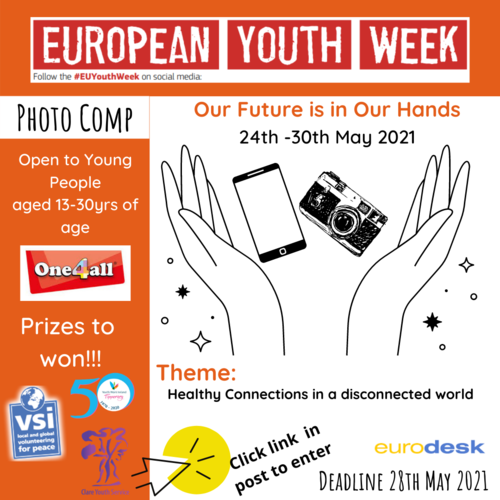 EUROPEAN YOUTH WEEK
Follow the #EUYouthWeek on social media:
PHOTO COMP
Open to Young
People
aged 13-30yrs of
age
One4all
Prizes to
won!!!
Our Future is in Our Hands
24th -30th May 2021
Theme:
Healthy Connections in a disconnected world
50
Tipperary
vsi
local and global
volunteering
for peace
Click link in
post to enter
eurodesk
DEADLINE 28TH MAY 2021